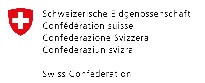 Schweizerische Eidgenossenschaft
Confédération suisse
Confederazione Svizzera
Confederaziun svizra
Swiss Confederation